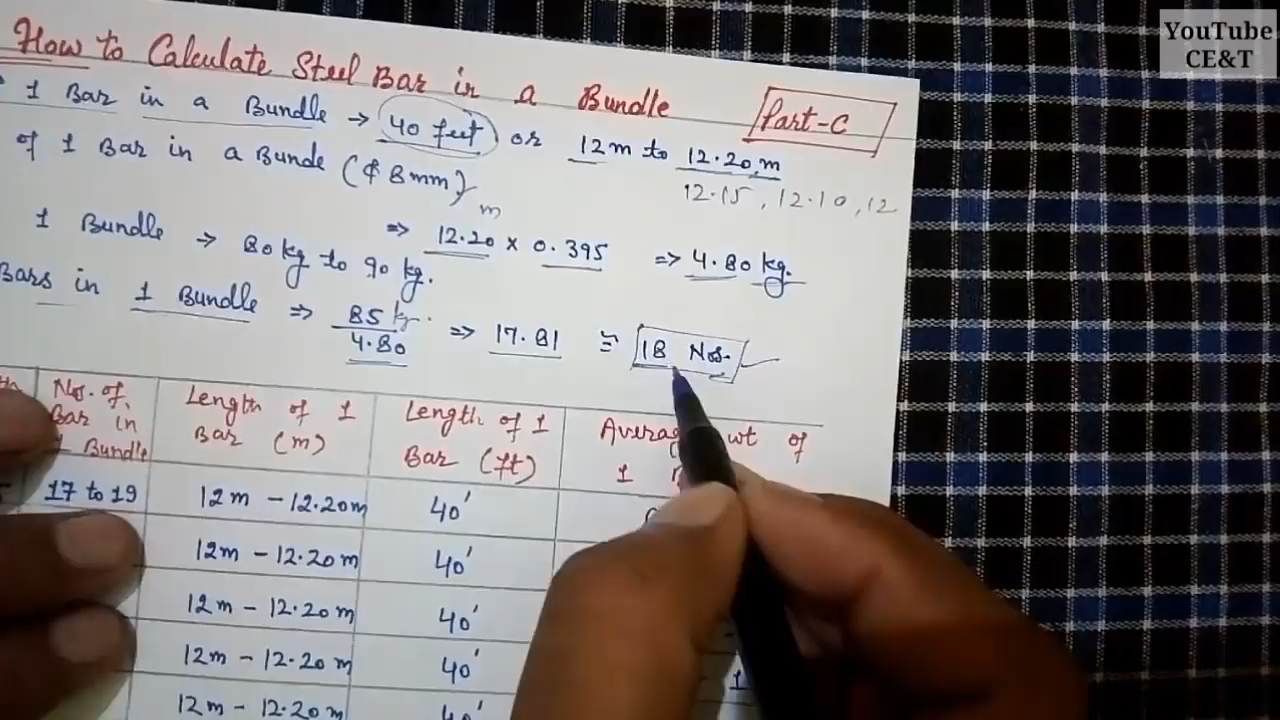 YouTube
CE&T
How to Calculate Steel Bar in a Bundle
Part-C
1 Bar in a Bundle → 40 feet or 12m to 12.20,m
12.15, 12.10, 12
of 1 Bar in a Bunde (ϕ 8mm)
m
⇒ 12.20 x 0.395 ⇒ 4.80 kg.
1 Bundle → 80 kg to 90 kg.
Bars in 1 Bundle ⇒ 85 kg. / 4.80 ⇒ 17.81 ≅ 18 Nos.
Nos. of Bar in 1 Bundle
Length of 1 Bar (m)
Length of 1 Bar (ft)
wt of
1
17 to 19 12m - 12.20m 40'
12m - 12.20m 40'
12m - 12.20m 40'
12m - 12.20m 40'
12m - 12.20m 40'